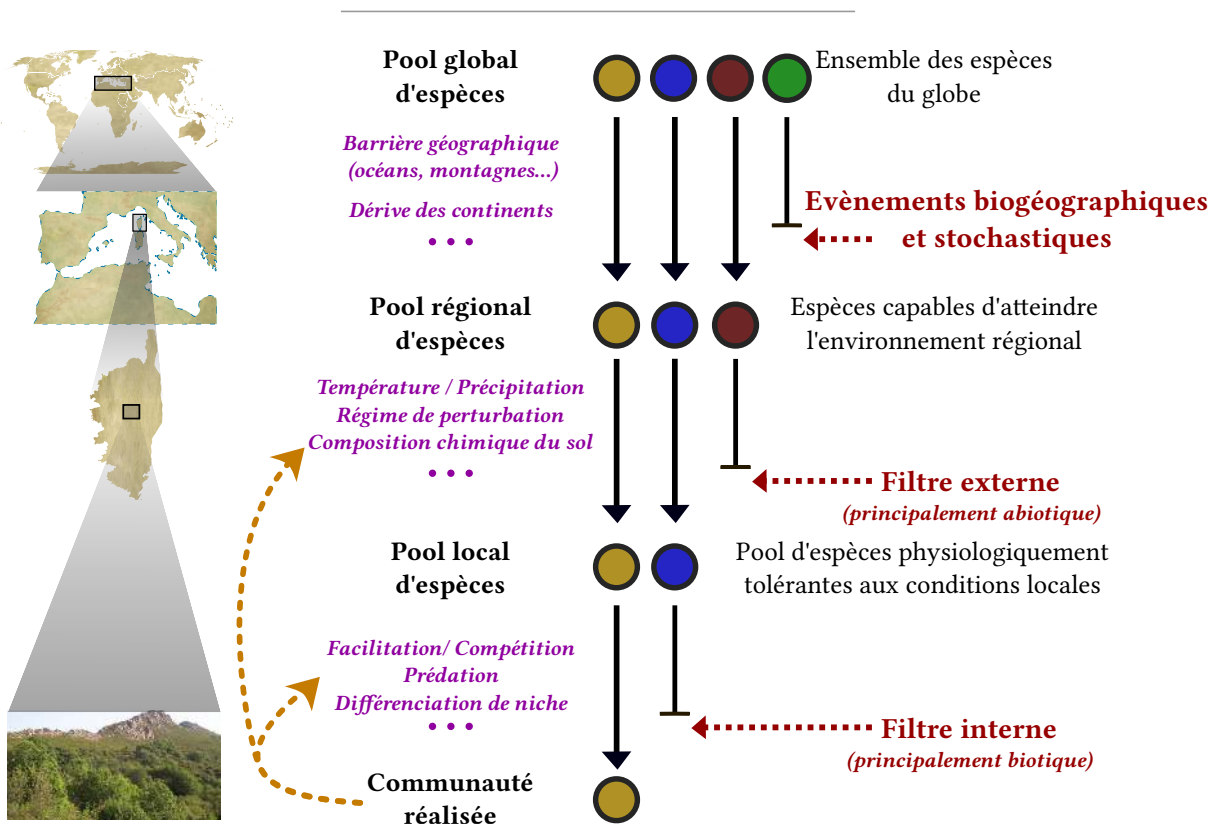 Pool global
d'espèces
Ensemble des espèces
du globe
Barrière géographique
(océans, montagnes...)
Dérive des continents
• • •
Evènements biogéographiques
et stochastiques
Pool régional
d'espèces
Espèces capables d'atteindre
l'environnement régional
Température / Précipitation
Régime de perturbation
Composition chimique du sol
• • •
Filtre externe
(principalement abiotique)
Pool local
d'espèces
Pool d'espèces physiologiquement
tolérantes aux conditions locales
Facilitation/ Compétition
Prédation
Différenciation de niche
• • •
Filtre interne
(principalement biotique)
Communauté
réalisée